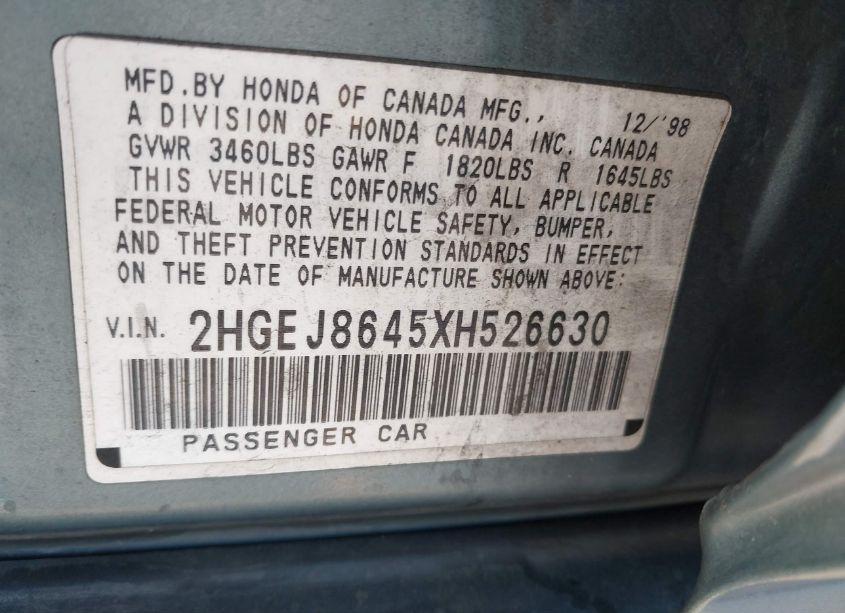 MFD.BY HONDA OF CANADA MFG., 12/'98
A DIVISION OF HONDA CANADA INC. CANADA
GVWR 3460LBS GAWR F 1820LBS R 1645LBS
THIS VEHICLE CONFORMS TO ALL APPLICABLE
FEDERAL MOTOR VEHICLE SAFETY, BUMPER,
AND THEFT PREVENTION STANDARDS IN EFFECT
ON THE DATE OF MANUFACTURE SHOWN ABOVE:
V.I.N. 2HGEJ8645XH526630
PASSENGER CAR